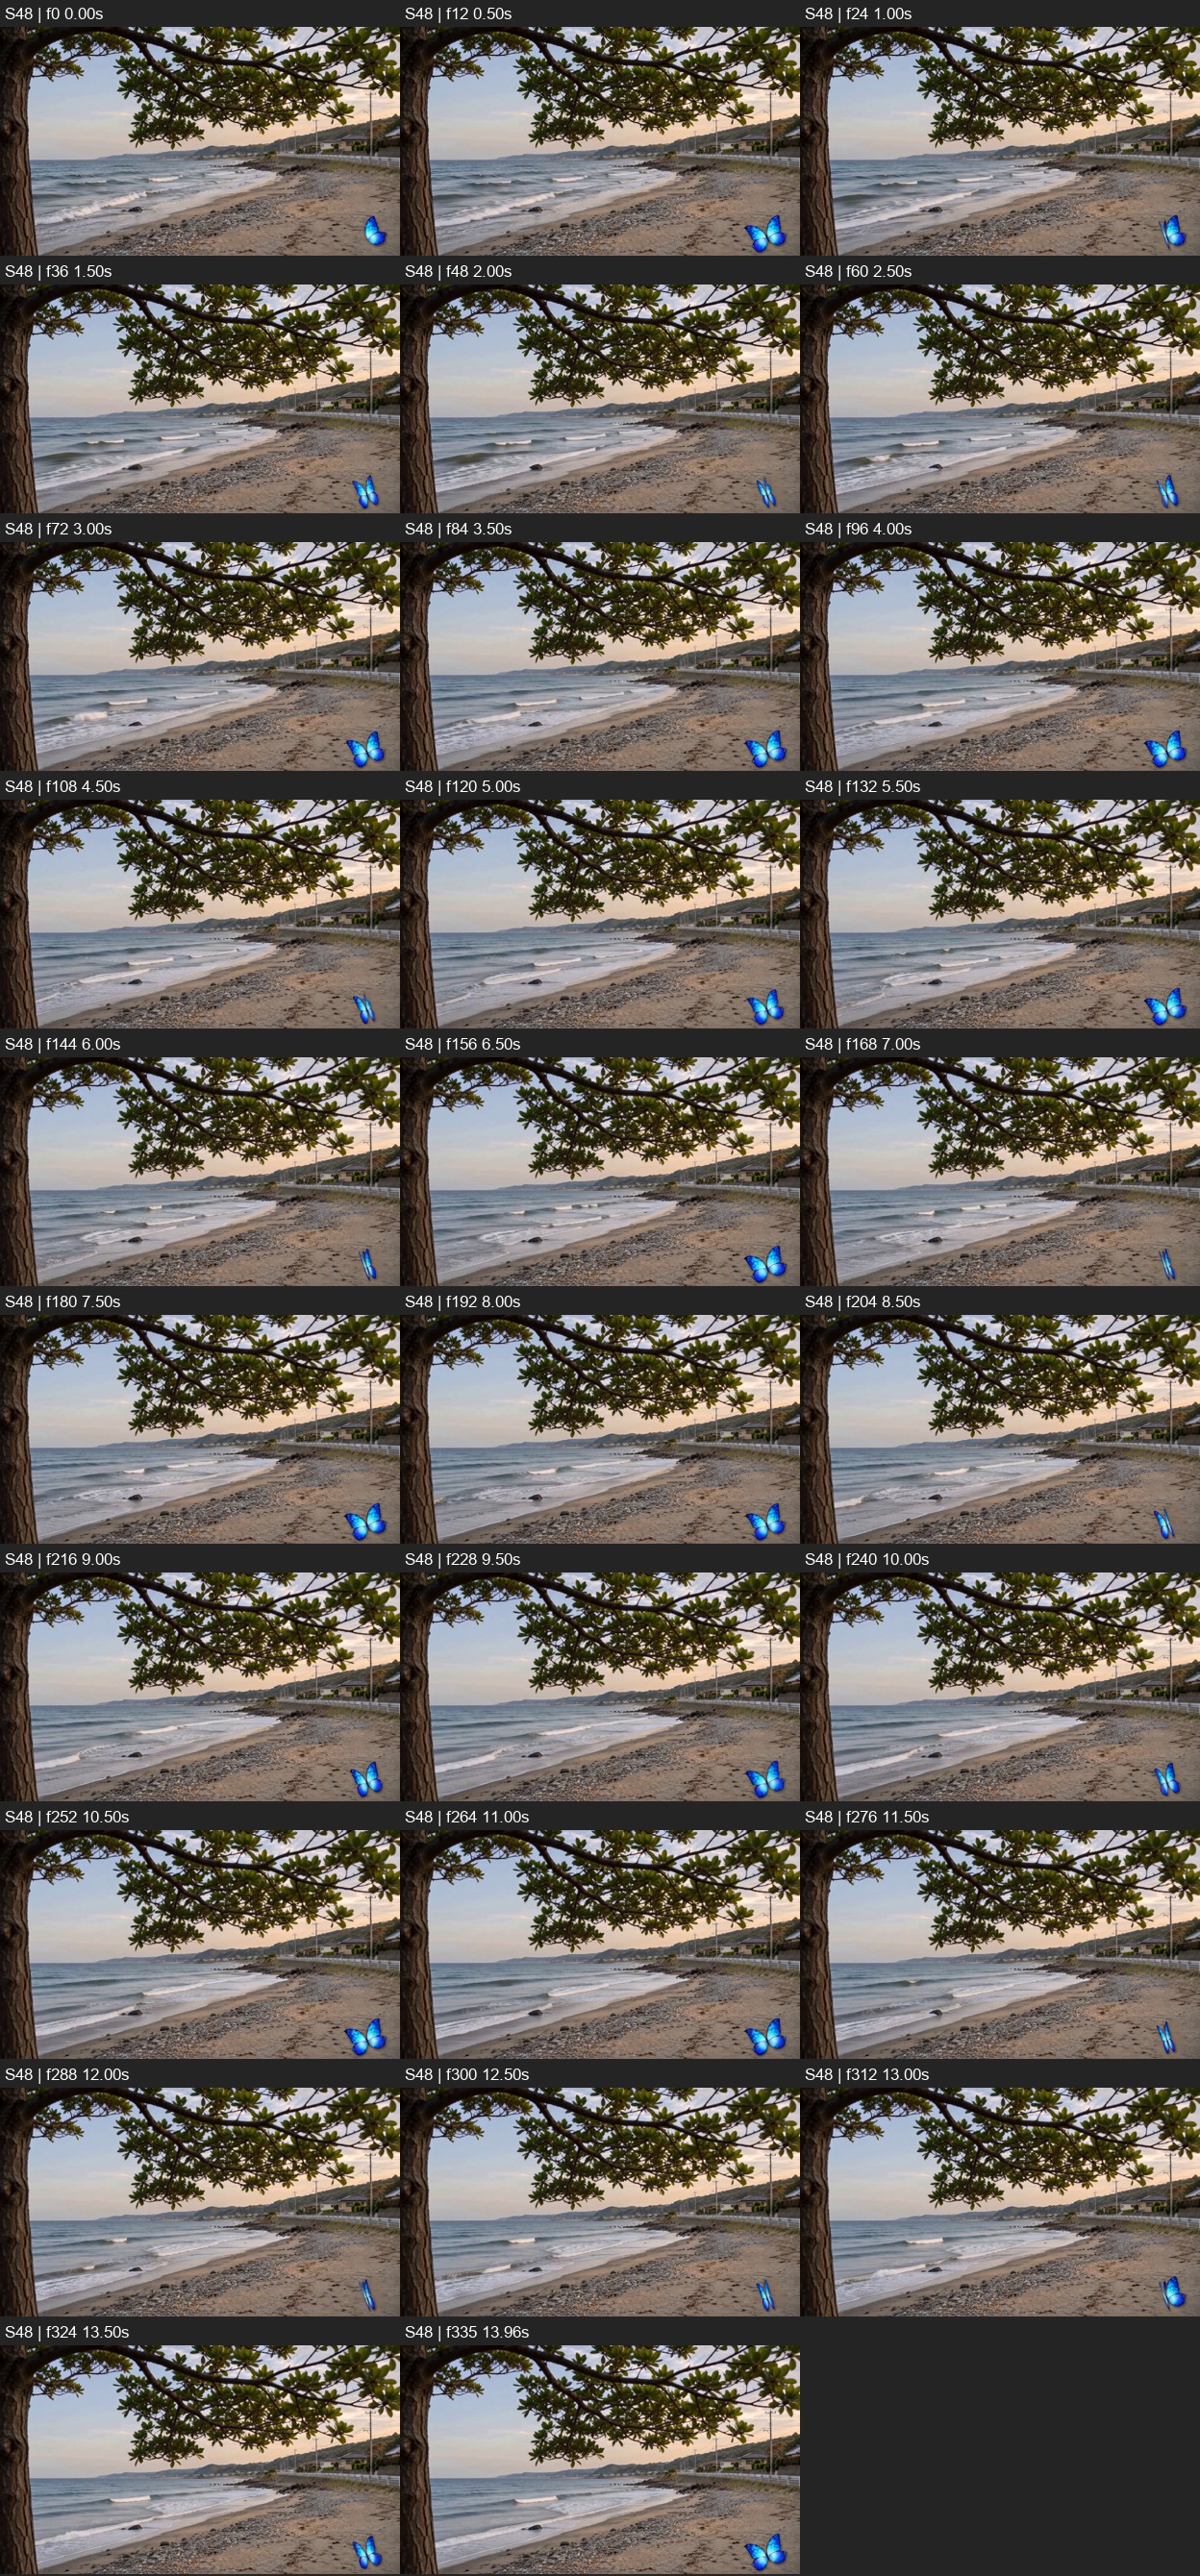 S48 | f0 0.00s
S48 | f12 0.50s
S48 | f24 1.00s
S48 | f36 1.50s
S48 | f48 2.00s
S48 | f60 2.50s
S48 | f72 3.00s
S48 | f84 3.50s
S48 | f96 4.00s
S48 | f108 4.50s
S48 | f120 5.00s
S48 | f132 5.50s
S48 | f144 6.00s
S48 | f156 6.50s
S48 | f168 7.00s
S48 | f180 7.50s
S48 | f192 8.00s
S48 | f204 8.50s
S48 | f216 9.00s
S48 | f228 9.50s
S48 | f240 10.00s
S48 | f252 10.50s
S48 | f264 11.00s
S48 | f276 11.50s
S48 | f288 12.00s
S48 | f300 12.50s
S48 | f312 13.00s
S48 | f324 13.50s
S48 | f335 13.96s